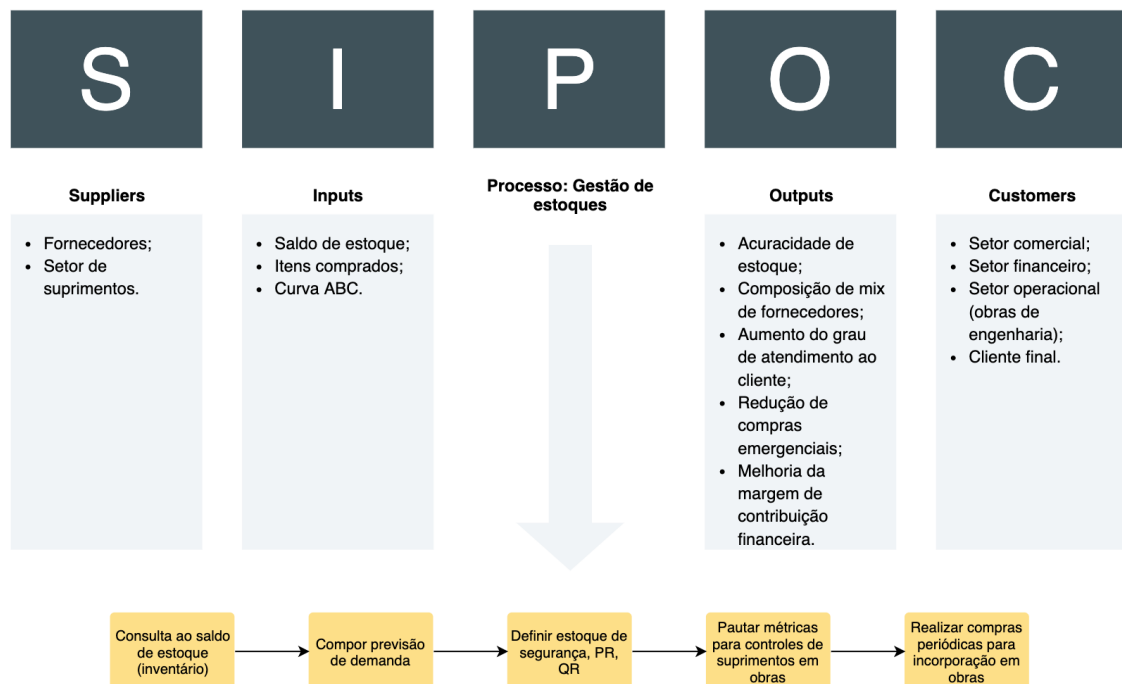 S
I
P
O
C
Suppliers
• Fornecedores;
• Setor de
suprimentos.
Inputs
• Saldo de estoque;
• Itens comprados;
• Curva ABC.
Processo: Gestão de
estoques
Outputs
• Acuracidade de
estoque;
• Composição de mix
de fornecedores;
• Aumento do grau
de atendimento ao
cliente;
• Redução de
compras
emergenciais;
• Melhoria da
margem de
contribuição
financeira.
Customers
• Setor comercial;
• Setor financeiro;
• Setor operacional
(obras de
engenharia);
• Cliente final.
Consulta ao saldo
de estoque
(inventário)
Compor previsão
de demanda
Definir estoque de
segurança, PR,
QR
Pautar métricas
para controles de
suprimentos em
obras
Realizar compras
periódicas para
incorporação em
obras